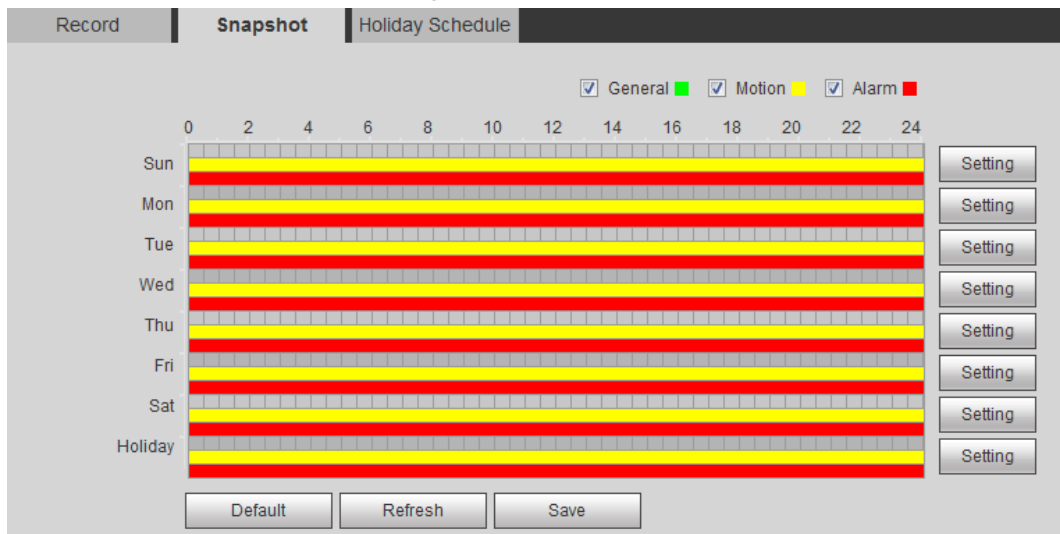 Record Snapshot Holiday Schedule
General Motion Alarm
0 2 4 6 8 10 12 14 16 18 20 22 24
Sun Setting
Mon Setting
Tue Setting
Wed Setting
Thu Setting
Fri Setting
Sat Setting
Holiday Setting
Default Refresh Save